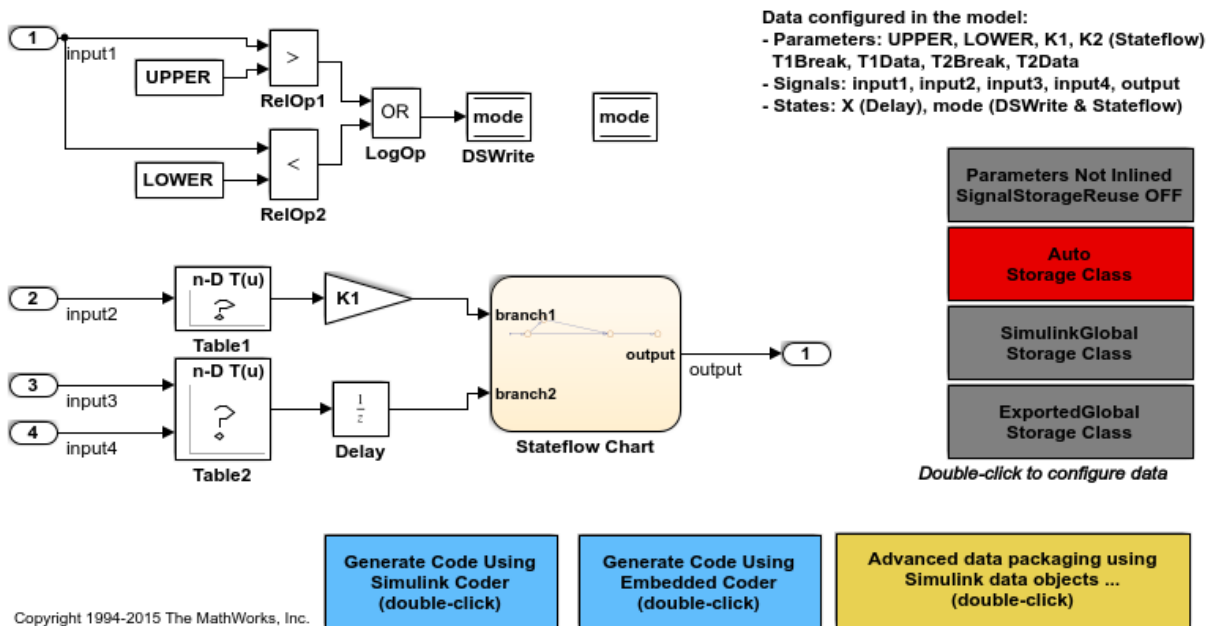 1
input1
UPPER
>
RelOp1
<
LOWER
RelOp2
OR
LogOp
mode
DSWrite
mode
Data configured in the model:
- Parameters: UPPER, LOWER, K1, K2 (Stateflow)
T1Break, T1Data, T2Break, T2Data
- Signals: input1, input2, input3, input4, output
- States: X (Delay), mode (DSWrite & Stateflow)
Parameters Not Inlined
SignalStorageReuse OFF
Auto
Storage Class
SimulinkGlobal
Storage Class
ExportedGlobal
Storage Class
Double-click to configure data
2
input2
n-D T(u)
?
Table1
K1
3
input3
4
input4
n-D T(u)
?
Table2
1
z
Delay
branch1
branch2
output
Stateflow Chart
output
1
Generate Code Using
Simulink Coder
(double-click)
Generate Code Using
Embedded Coder
(double-click)
Advanced data packaging using
Simulink data objects ...
(double-click)
Copyright 1994-2015 The MathWorks, Inc.